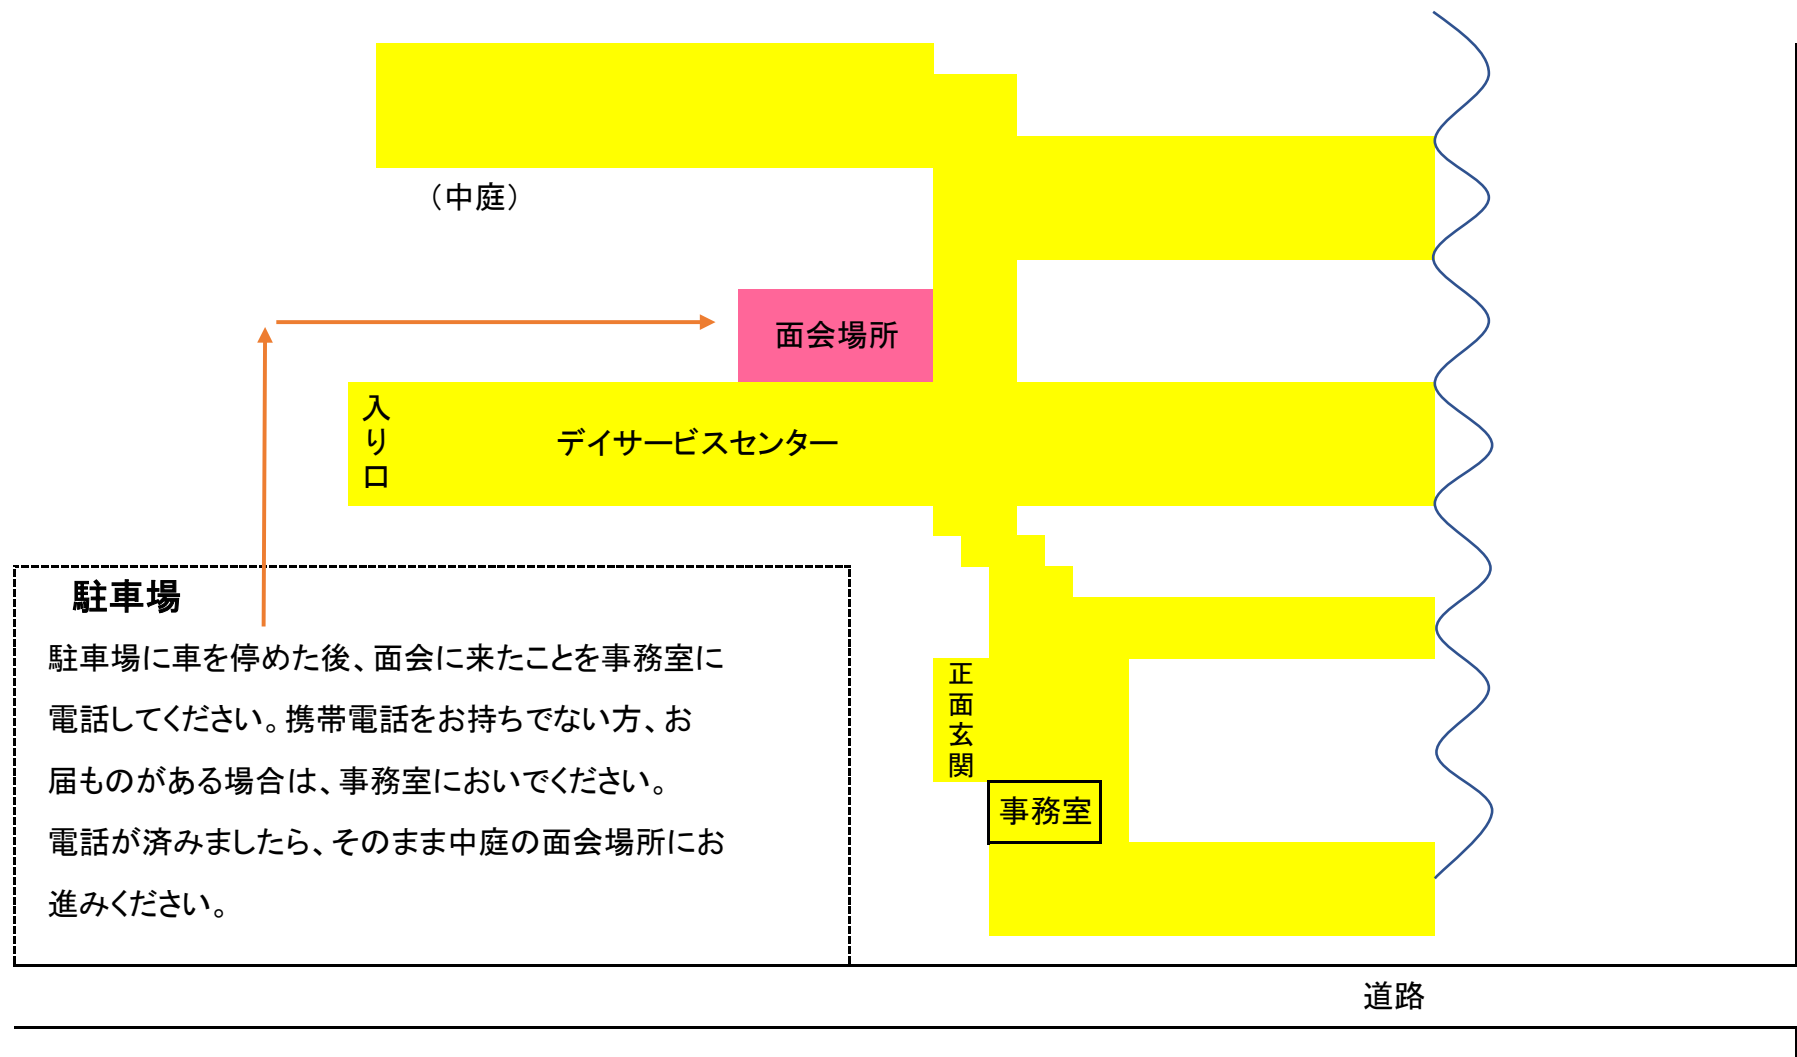 （中庭）
面会場所
入り口
デイサービスセンター
駐車場
駐車場に車を停めた後、面会に来たことを事務室に
電話してください。携帯電話をお持ちでない方、お
届ものがある場合は、事務室においでください。
電話が済みましたら、そのまま中庭の面会場所にお
進みください。
正面玄関
事務室
道路